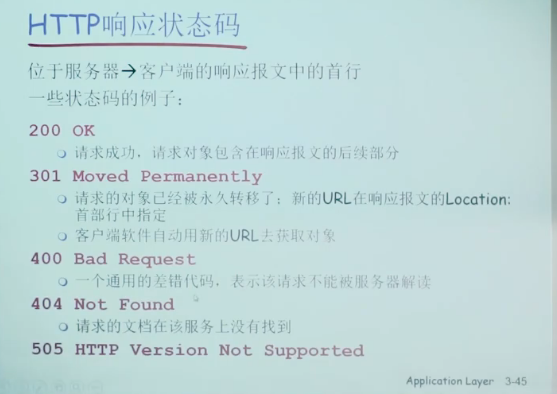 HTTP响应状态码
位于服务器→客户端的响应报文中的首行
一些状态码的例子：
200 OK
请求成功，请求对象包含在响应报文的后续部分
301 Moved Permanently
请求的对象已经被永久转移了；新的URL在响应报文的Location:
首部行中指定
客户端软件自动用新的URL去获取对象
400 Bad Request
一个通用的差错代码，表示该请求不能被服务器解读
404 Not Found
请求的文档在该服务上没有找到
505 HTTP Version Not Supported
Application Layer 3-45